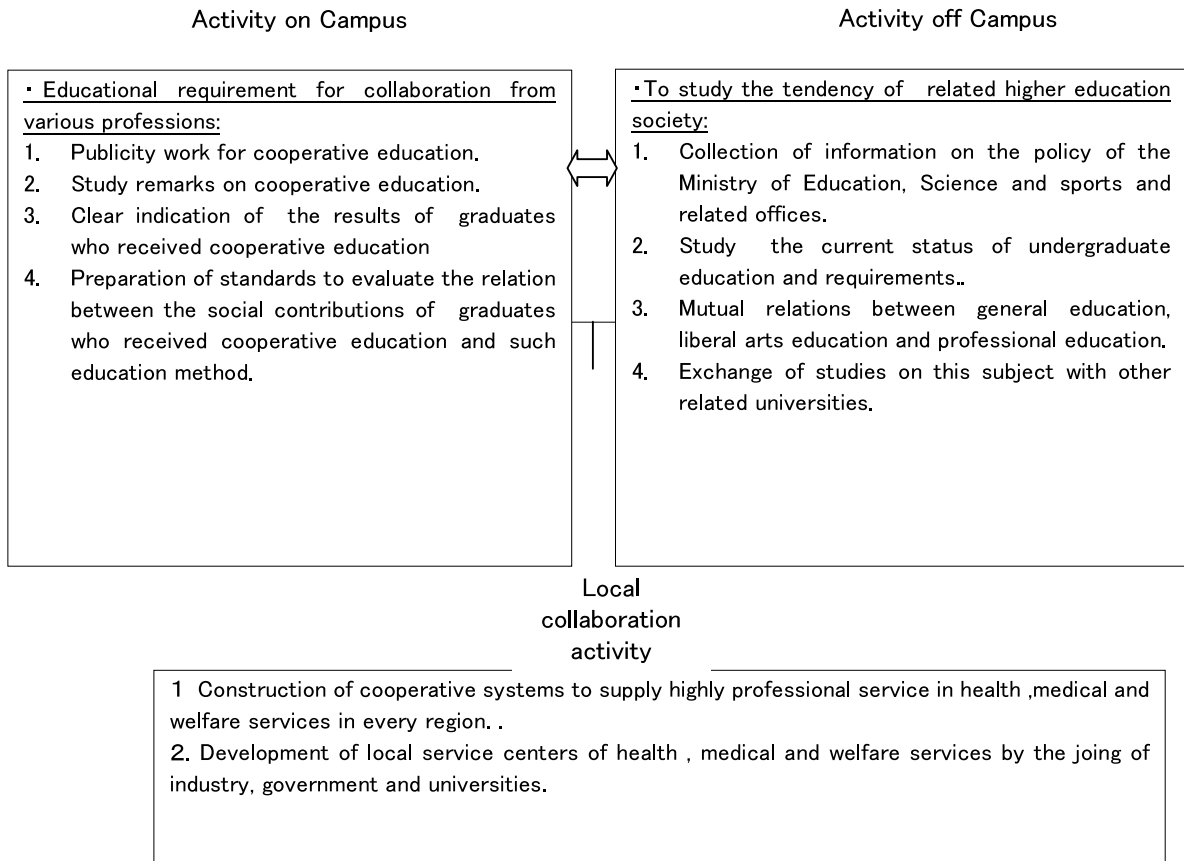 Activity on Campus
Activity off Campus
・Educational requirement for collaboration from
various professions:
1. Publicity work for cooperative education.
2. Study remarks on cooperative education.
3. Clear indication of the results of graduates
who received cooperative education
4. Preparation of standards to evaluate the relation
between the social contributions of graduates
who received cooperative education and such
education method.
・To study the tendency of related higher education
society:
1. Collection of information on the policy of the
Ministry of Education, Science and sports and
related offices.
2. Study the current status of undergraduate
education and requirements..
3. Mutual relations between general education,
liberal arts education and professional education.
4. Exchange of studies on this subject with other
related universities.
Local
collaboration
activity
1 Construction of cooperative systems to supply highly professional service in health ,medical and
welfare services in every region. .
2. Development of local service centers of health , medical and welfare services by the joing of
industry, government and universities.